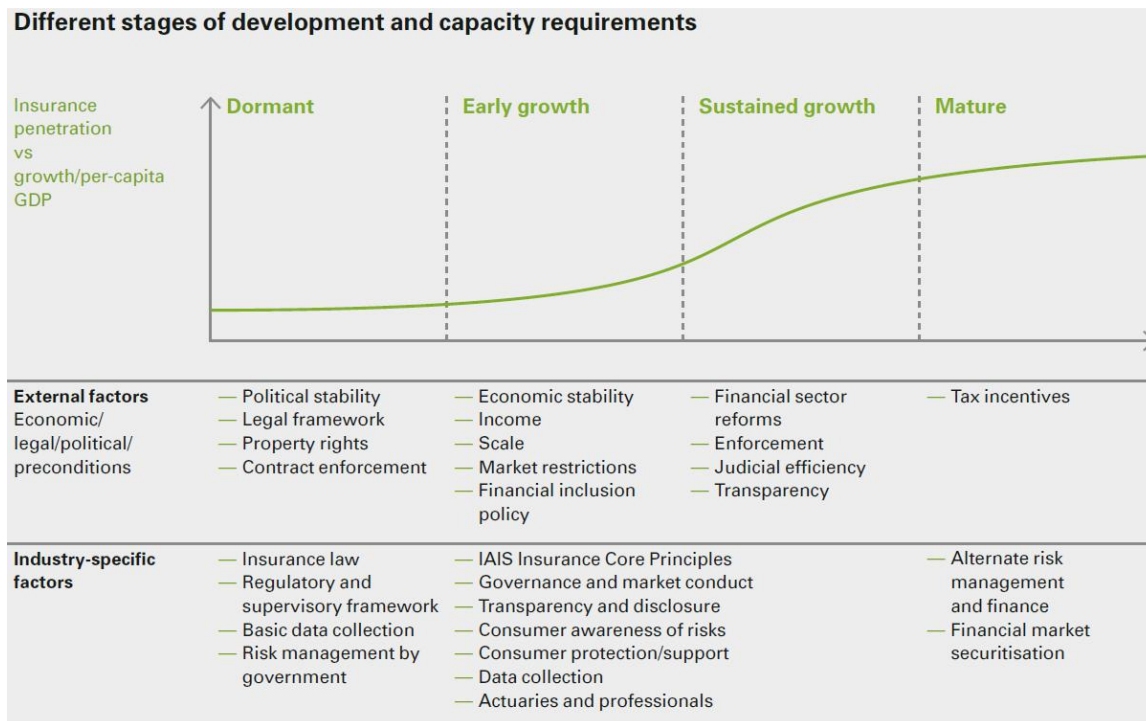 Different stages of development and capacity requirements
Insurance
penetration
vs
growth/per-capita
GDP
Dormant
Early growth
Sustained growth
Mature
External factors
Economic/
legal/political/
preconditions
— Political stability
— Legal framework
— Property rights
— Contract enforcement
— Economic stability
— Income
— Scale
— Market restrictions
— Financial inclusion
policy
— Financial sector
reforms
— Enforcement
— Judicial efficiency
— Transparency
— Tax incentives
Industry-specific
factors
— Insurance law
— Regulatory and
supervisory framework
— Basic data collection
— Risk management by
government
— IAIS Insurance Core Principles
— Governance and market conduct
— Transparency and disclosure
— Consumer awareness of risks
— Consumer protection/support
— Data collection
— Actuaries and professionals
— Alternate risk
management
and finance
— Financial market
securitisation